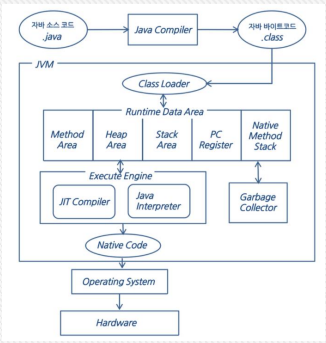 자바 소스 코드
.java
Java Compiler
자바 바이트코드
.class
JVM
Class Loader
Runtime Data Area
Method
Area
Heap
Area
Stack
Area
PC
Register
Native
Method
Stack
Execute Engine
JIT Compiler
Java
Interpreter
Garbage
Collector
Native Code
Operating System
Hardware